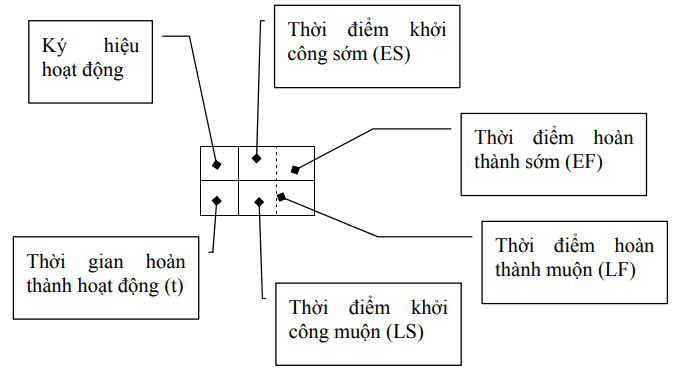 Ký hiệu
hoạt động
Thời điểm khởi
công sớm (ES)
Thời điểm hoàn
thành sớm (EF)
Thời gian hoàn
thành hoạt động (t)
Thời điểm khởi
công muộn (LS)
Thời điểm hoàn
thành muộn (LF)